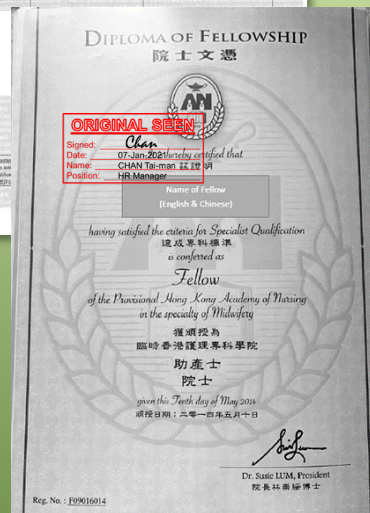 DIPLOMA OF FELLOWSHIP
院士文憑
AN
ORIGINAL SEEN
Signed: Chan
Date: 07-Jan-2021
hereby certified that
Name: CHAN Tai-man
茲證明
Position: HR Manager
Name of Fellow
(English & Chinese)
having satisfied the criteria for Specialist Qualification
達成專科標準
is conferred as
Fellow
of the Provisional Hong Kong Academy of Nursing
in the specialty of Midwifery
獲頒授為
臨時香港護理專科學院
助產士
院士
given this Tenth day of May 2014
頒授日期：二零一四年五月十日
Dr. Susie LUM, President
院長林崇綏博士
Reg. No. : F09016014